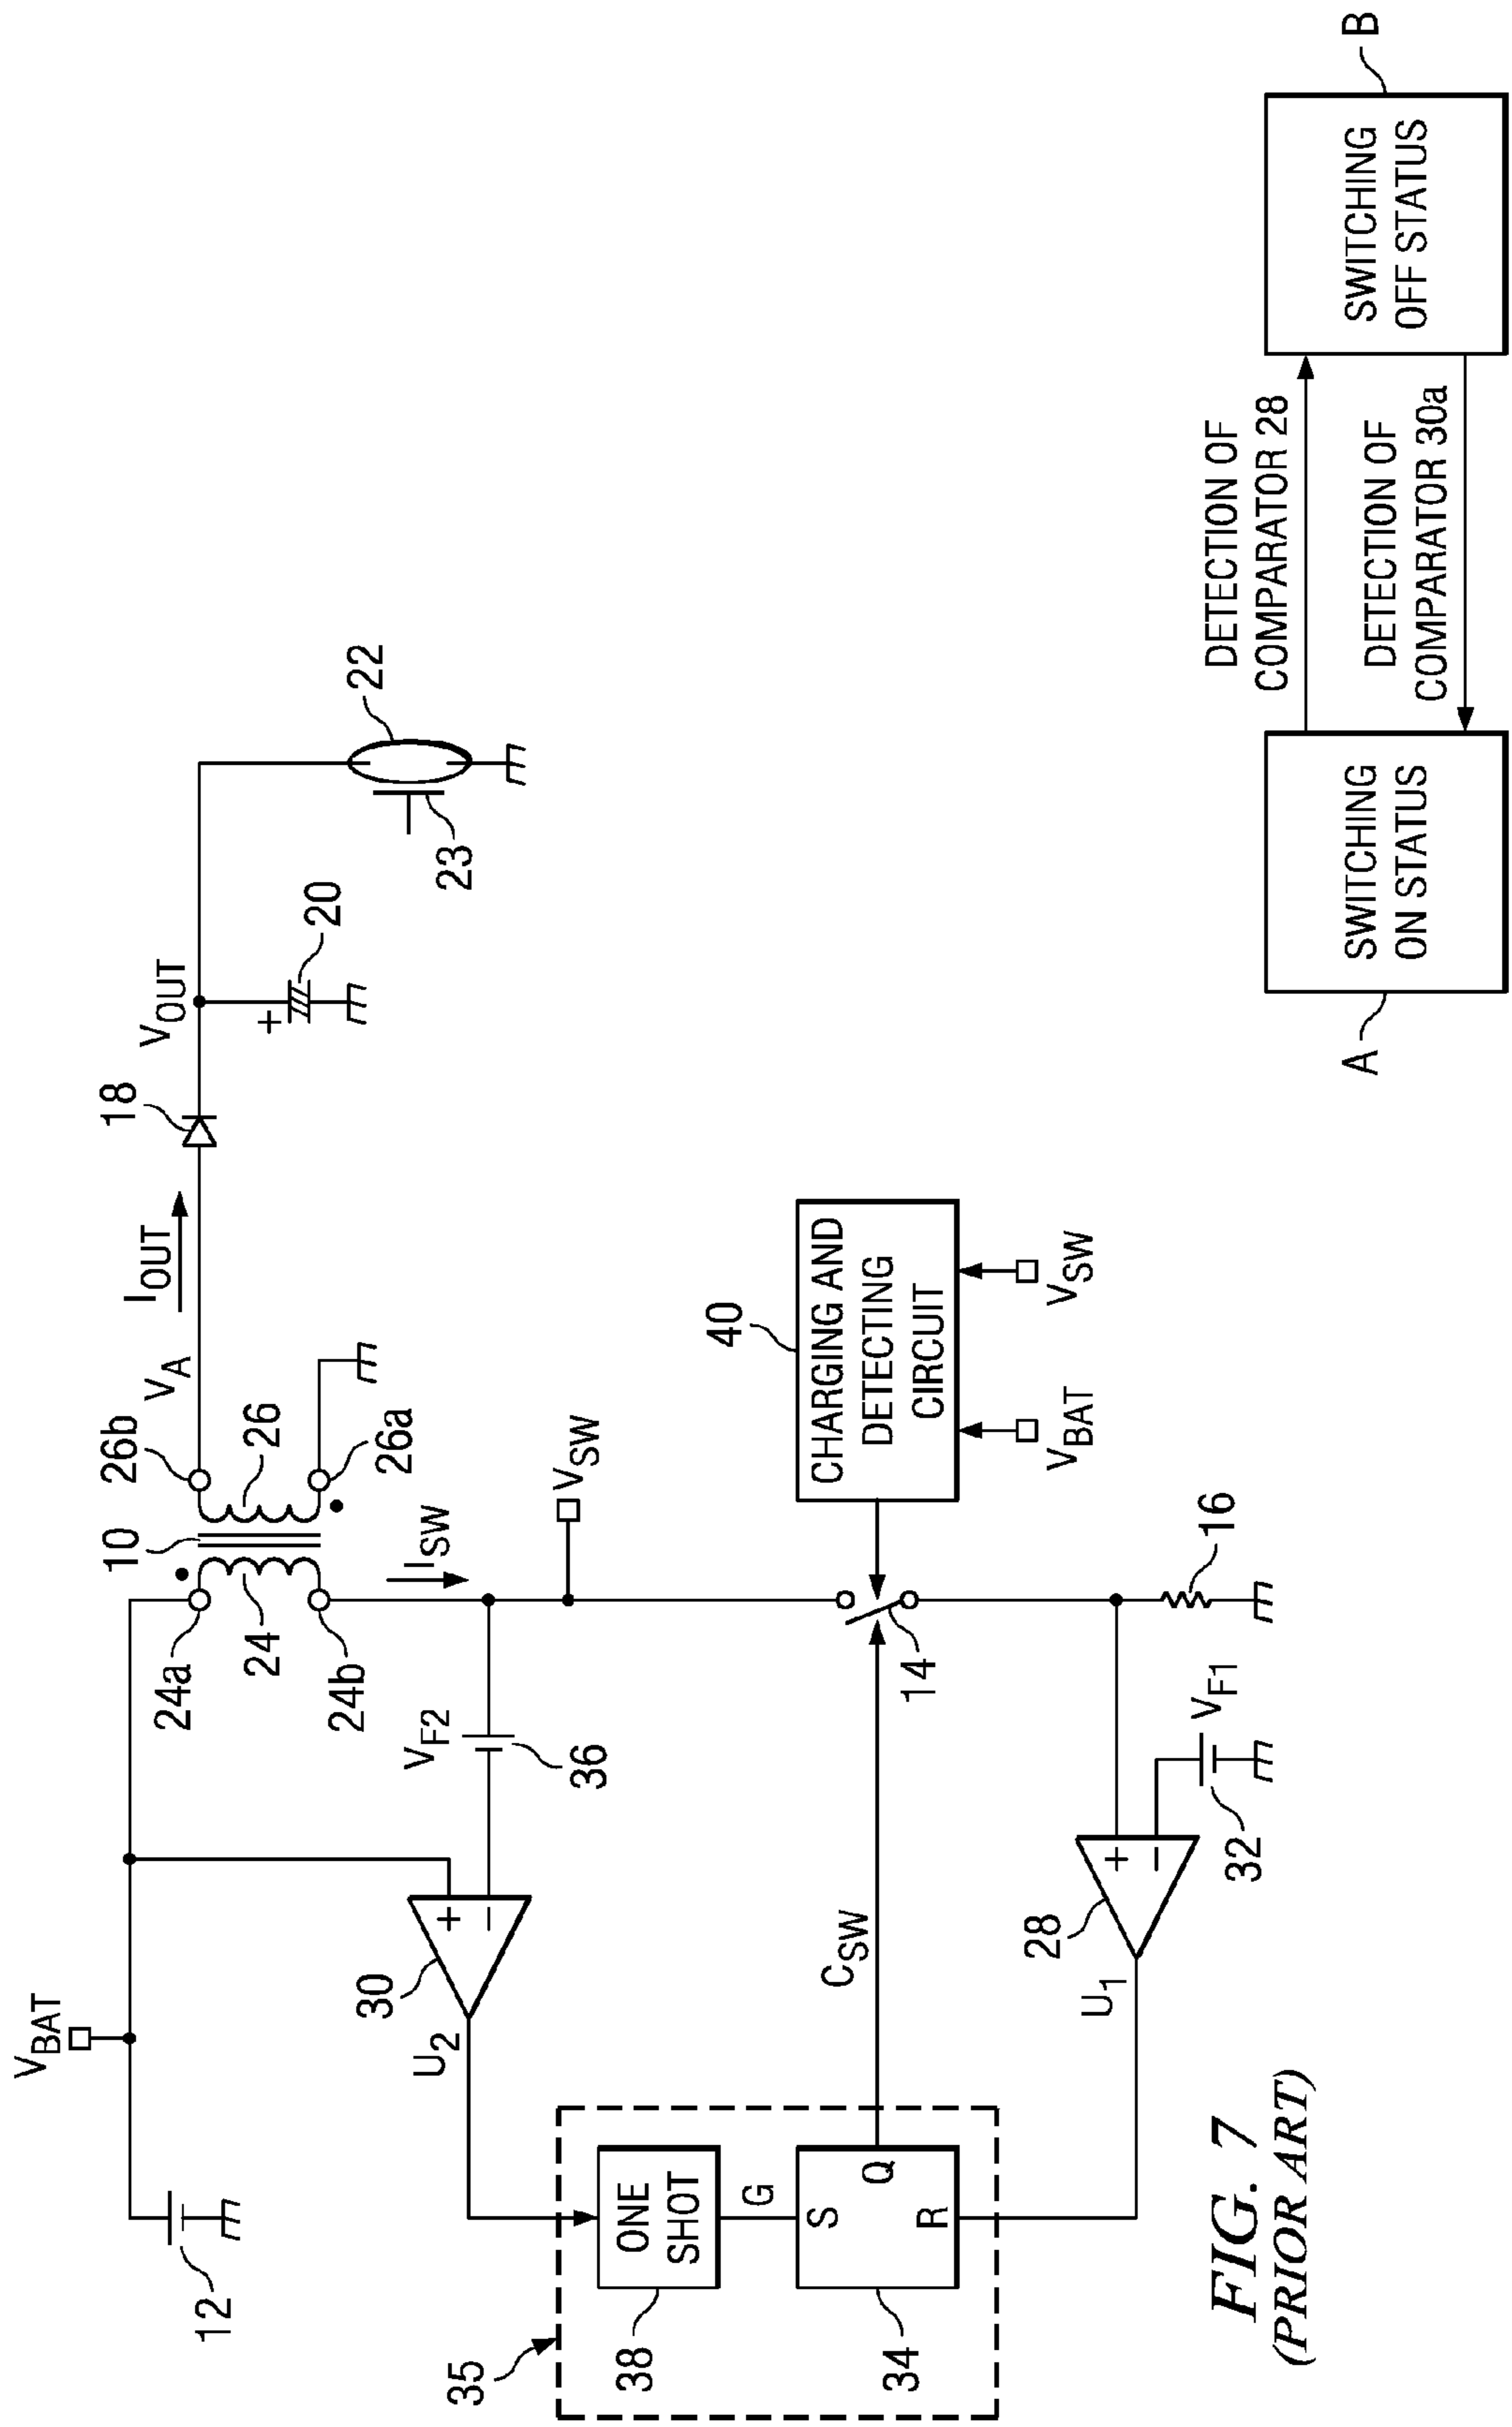 V_BAT
12
24a
24
24b
10
26b
26
26a
V_A
I_OUT
18
V_OUT
+
20
22
23
I_SW
V_F2
36
V_SW
+
−
30
U_2
35
38
ONE
SHOT
G
S
Q
R
34
C_SW
14
40
CHARGING AND
DETECTING
CIRCUIT
V_BAT
V_SW
16
+
−
28
U_1
32
V_F1
FIG. 7
(PRIOR ART)
A
SWITCHING
ON STATUS
DETECTION OF
COMPARATOR 28
DETECTION OF
COMPARATOR 30a
SWITCHING
OFF STATUS
B